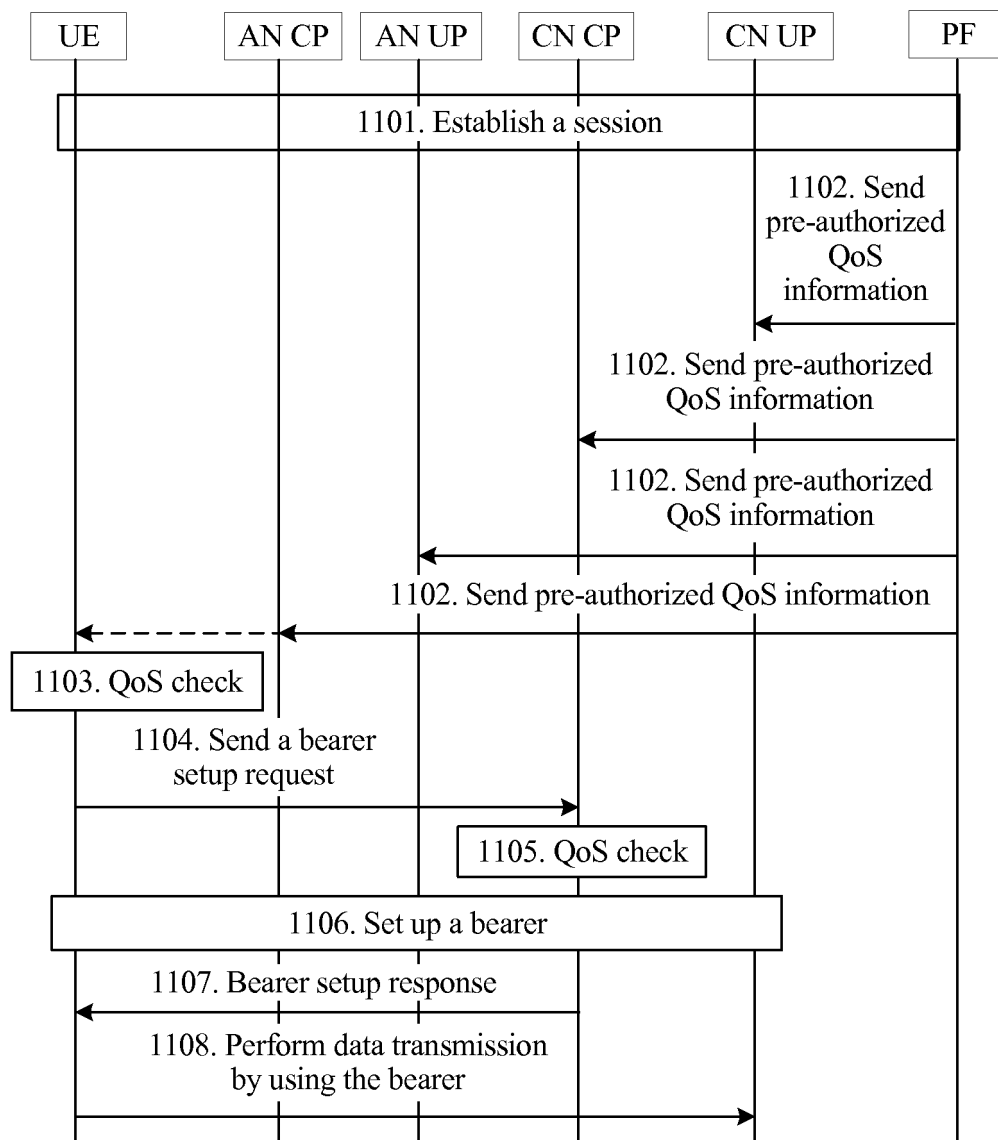 UE
AN CP
AN UP
CN CP
CN UP
PF
1101. Establish a session
1102. Send
pre-authorized
QoS
information
1102. Send pre-authorized
QoS information
1102. Send pre-authorized
QoS information
1102. Send pre-authorized QoS information
1103. QoS check
1104. Send a bearer
setup request
1105. QoS check
1106. Set up a bearer
1107. Bearer setup response
1108. Perform data transmission
by using the bearer